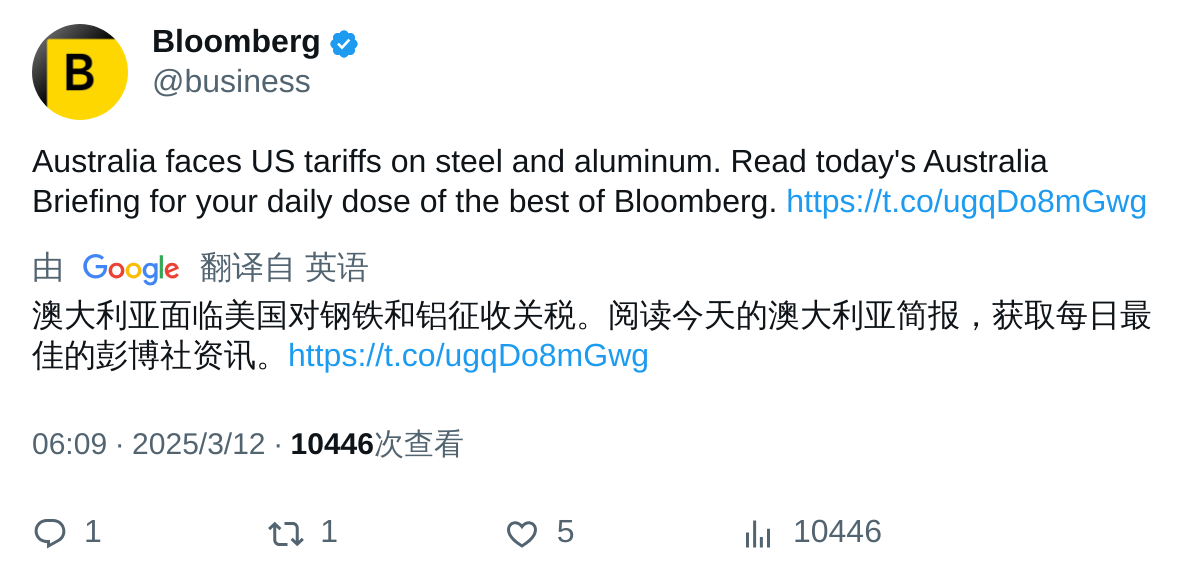 B
Bloomberg
@business
Australia faces US tariffs on steel and aluminum. Read today's Australia
Briefing for your daily dose of the best of Bloomberg. https://t.co/ugqDo8mGwg
由 Google 翻译自 英语
澳大利亚面临美国对钢铁和铝征收关税。阅读今天的澳大利亚简报，获取每日最
佳的彭博社资讯。https://t.co/ugqDo8mGwg
06:09 · 2025/3/12 · 10446次查看
1 1 5 10446